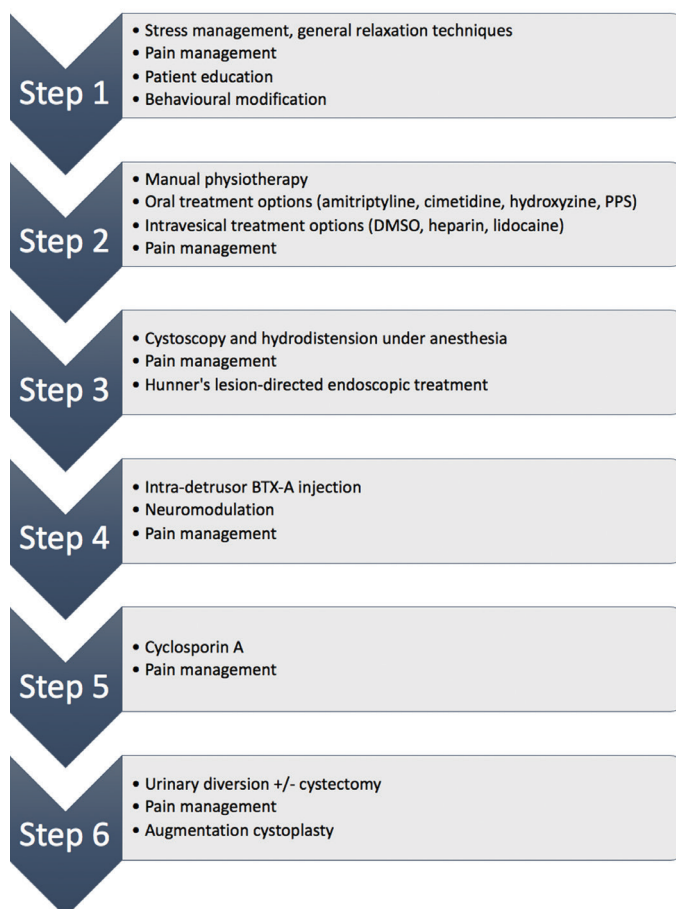 Step 1
• Stress management, general relaxation techniques
• Pain management
• Patient education
• Behavioural modification
Step 2
• Manual physiotherapy
• Oral treatment options (amitriptyline, cimetidine, hydroxyzine, PPS)
• Intravesical treatment options (DMSO, heparin, lidocaine)
• Pain management
Step 3
• Cystoscopy and hydrodistension under anesthesia
• Pain management
• Hunner's lesion-directed endoscopic treatment
Step 4
• Intra-detrusor BTX-A injection
• Neuromodulation
• Pain management
Step 5
• Cyclosporin A
• Pain management
Step 6
• Urinary diversion +/- cystectomy
• Pain management
• Augmentation cystoplasty